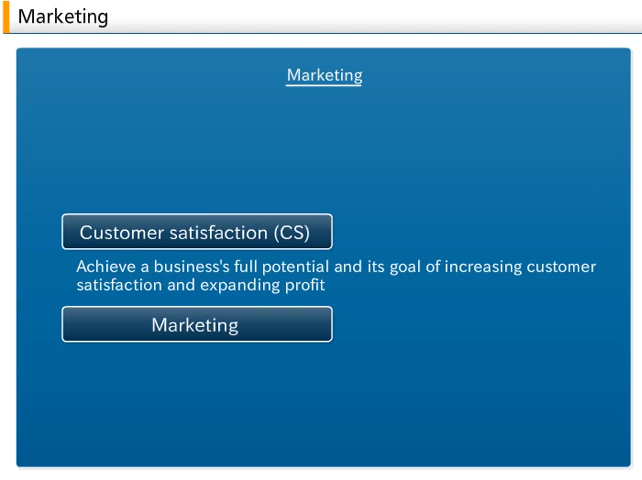 Marketing
Marketing
Customer satisfaction (CS)
Achieve a business's full potential and its goal of increasing customer
satisfaction and expanding profit
Marketing